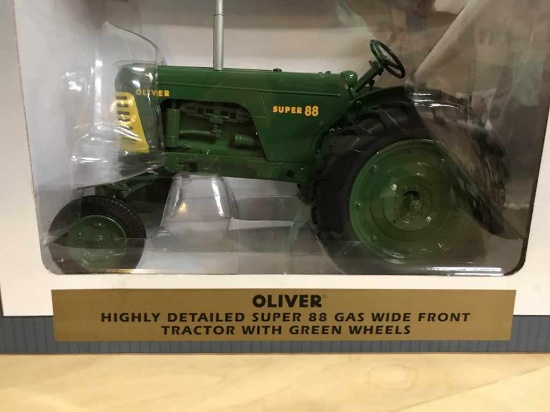 OLIVER
SUPER 88
OLIVER®
HIGHLY DETAILED SUPER 88 GAS WIDE FRONT
TRACTOR WITH GREEN WHEELS